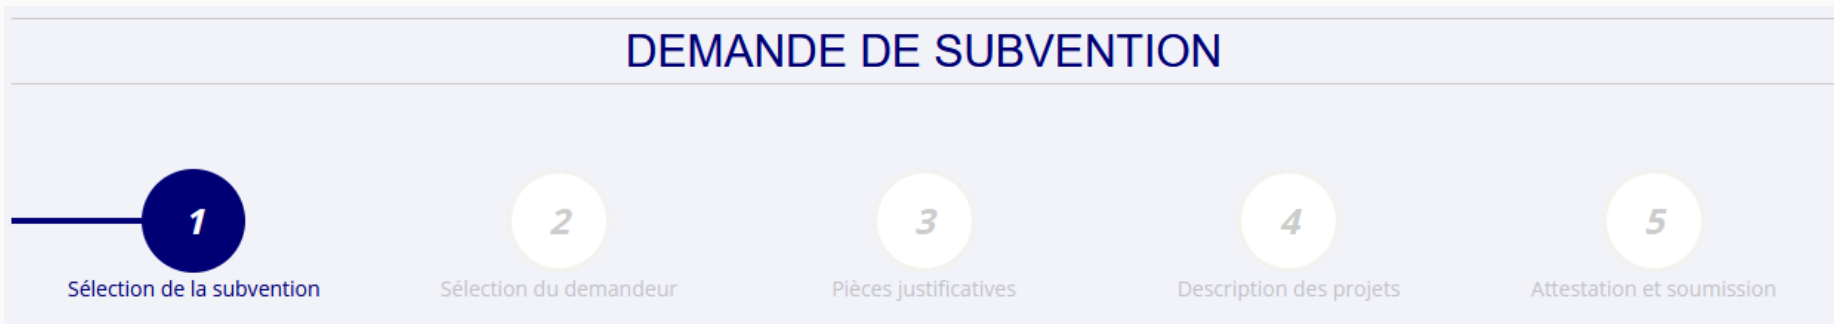 DEMANDE DE SUBVENTION
1
2
3
4
5
Sélection de la subvention
Sélection du demandeur
Pièces justificatives
Description des projets
Attestation et soumission